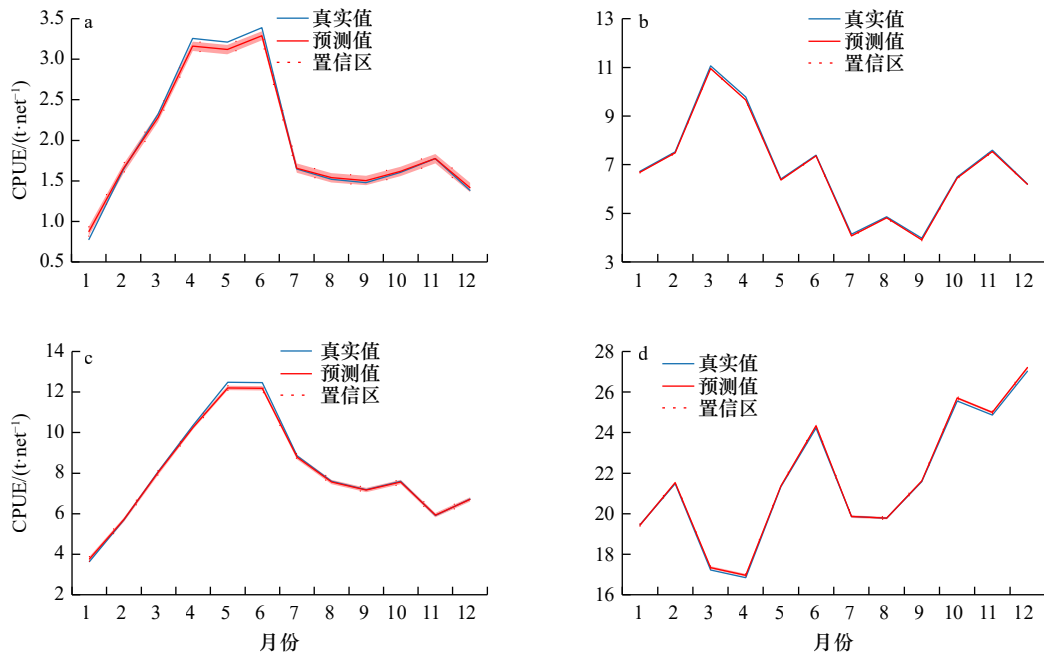 a
真实值
预测值
置信区
CPUE/(t·net⁻¹)
3.5
3.0
2.5
2.0
1.5
1.0
0.5
1 2 3 4 5 6 7 8 9 10 11 12
b
真实值
预测值
置信区
13
11
9
7
5
3
1 2 3 4 5 6 7 8 9 10 11 12
c
真实值
预测值
置信区
CPUE/(t·net⁻¹)
14
12
10
8
6
4
2
1 2 3 4 5 6 7 8 9 10 11 12
月份
d
真实值
预测值
置信区
28
26
24
22
20
18
16
1 2 3 4 5 6 7 8 9 10 11 12
月份